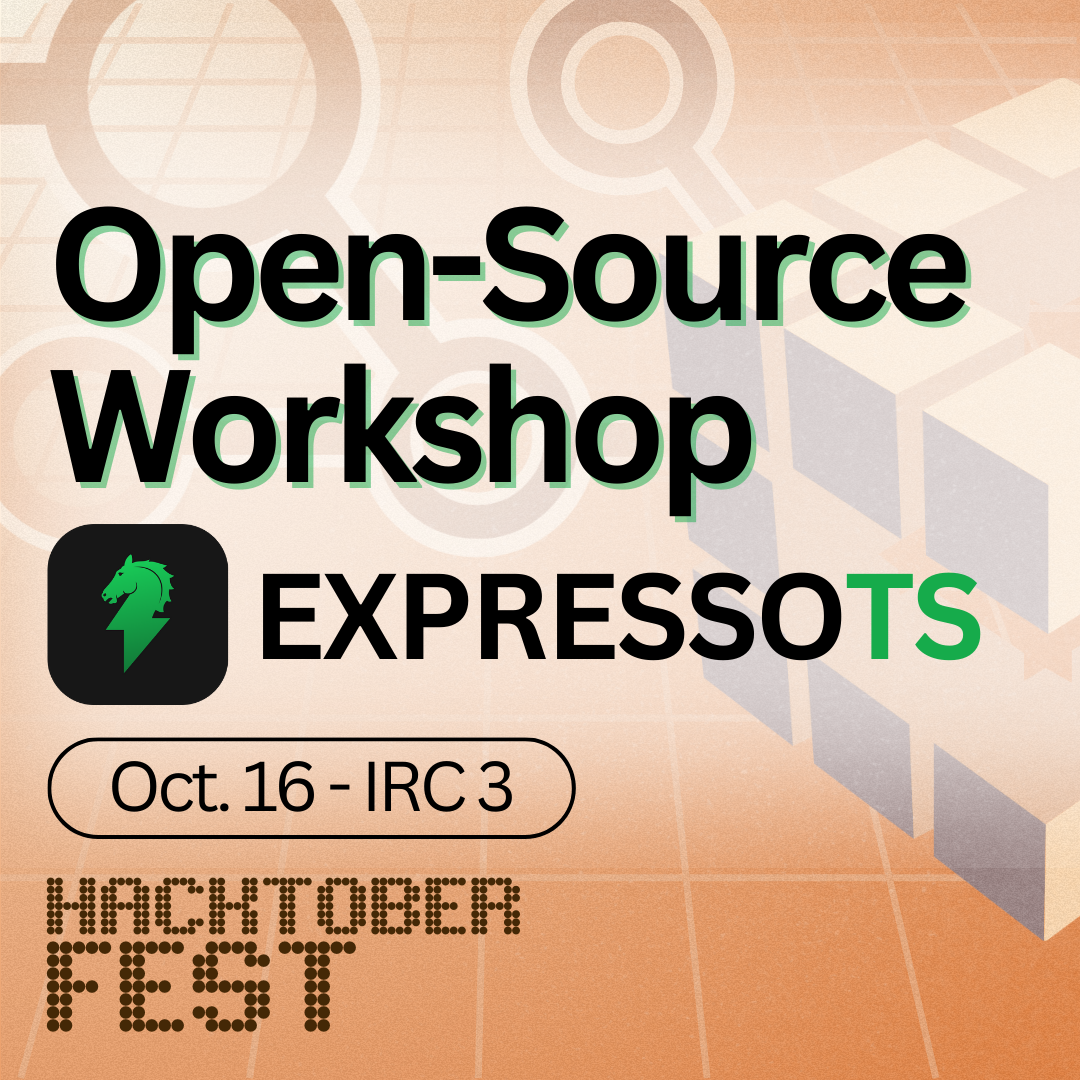 Open-Source
Workshop
EXPRESSOTS
Oct. 16 - IRC 3
HACKTOBER
FEST